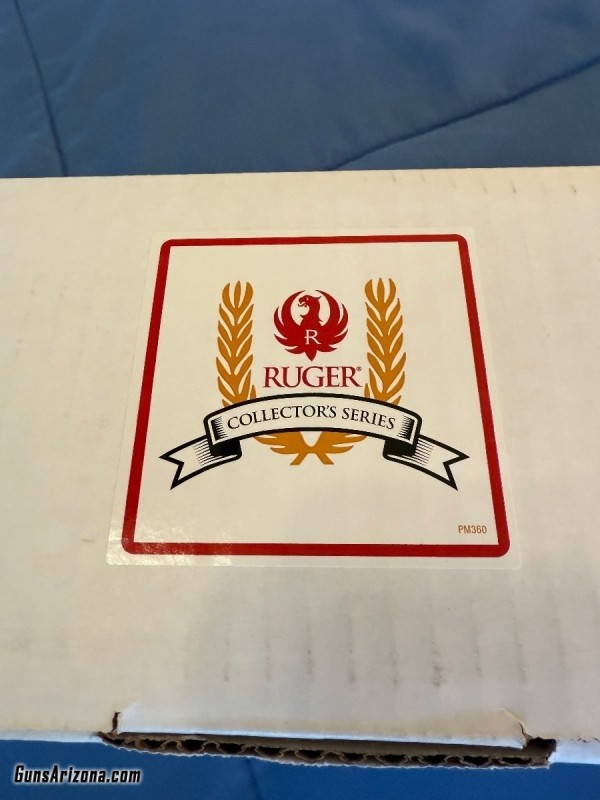 R
RUGER®
COLLECTOR'S SERIES
PM360
GunsArizona.com